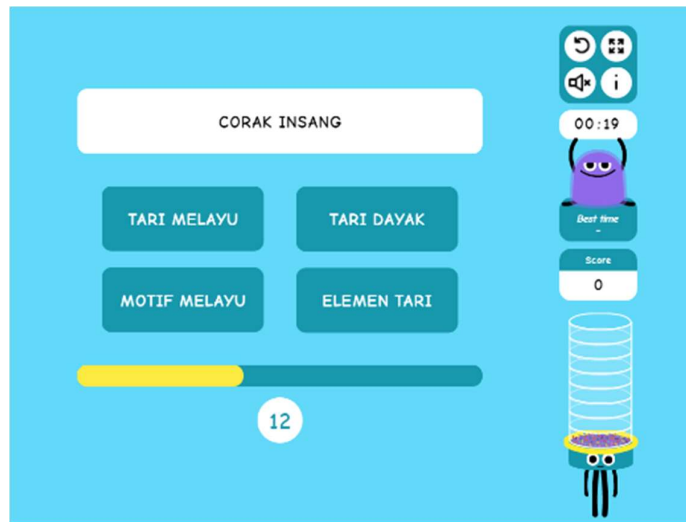 CORAK INSANG
TARI MELAYU
TARI DAYAK
MOTIF MELAYU
ELEMEN TARI
12
i
00:19
Best time
-
Score
0